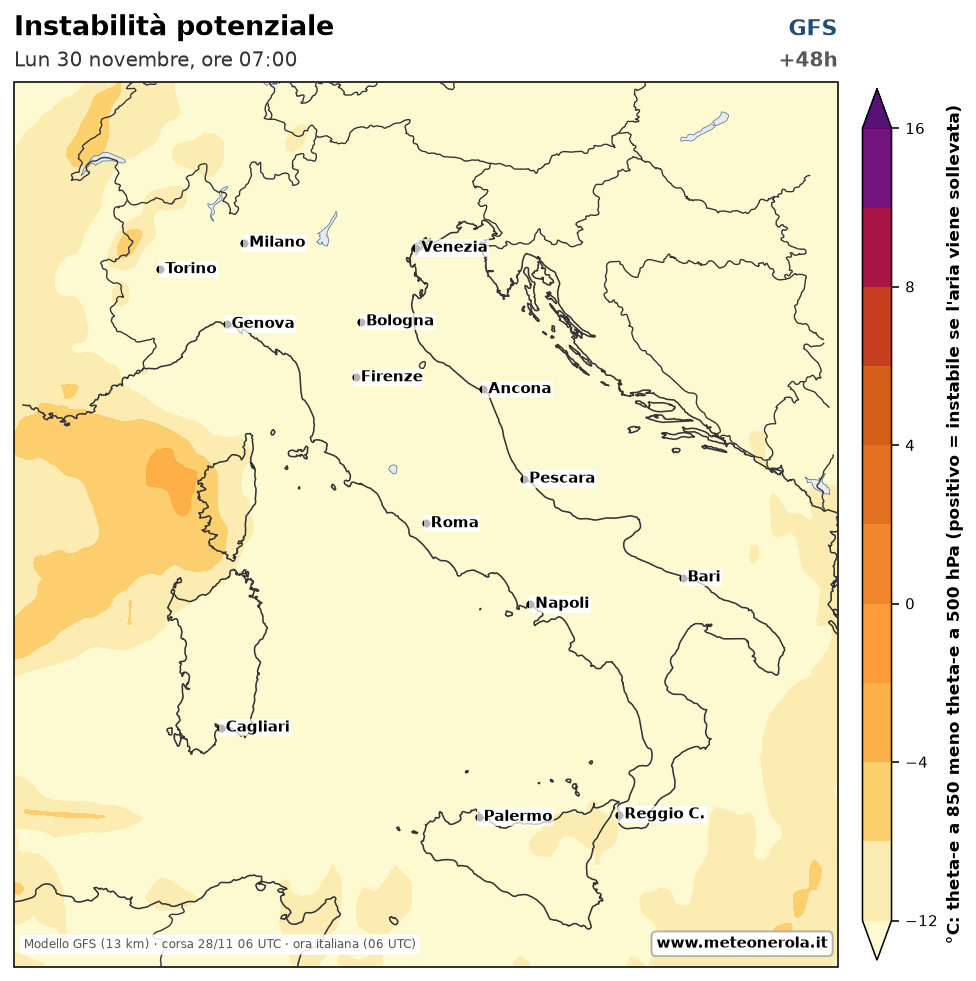 Instabilità potenziale
GFS
Lun 30 novembre, ore 07:00
+48h
Milano
Venezia
Torino
Genova
Bologna
Firenze
Ancona
Pescara
Roma
Bari
Napoli
Cagliari
Palermo
Reggio C.
Modello GFS (13 km) · corsa 28/11 06 UTC · ora italiana (06 UTC)
www.meteonerola.it
16
8
4
0
−4
−12
°C: theta-e a 850 meno theta-e a 500 hPa (positivo = instabile se l'aria viene sollevata)